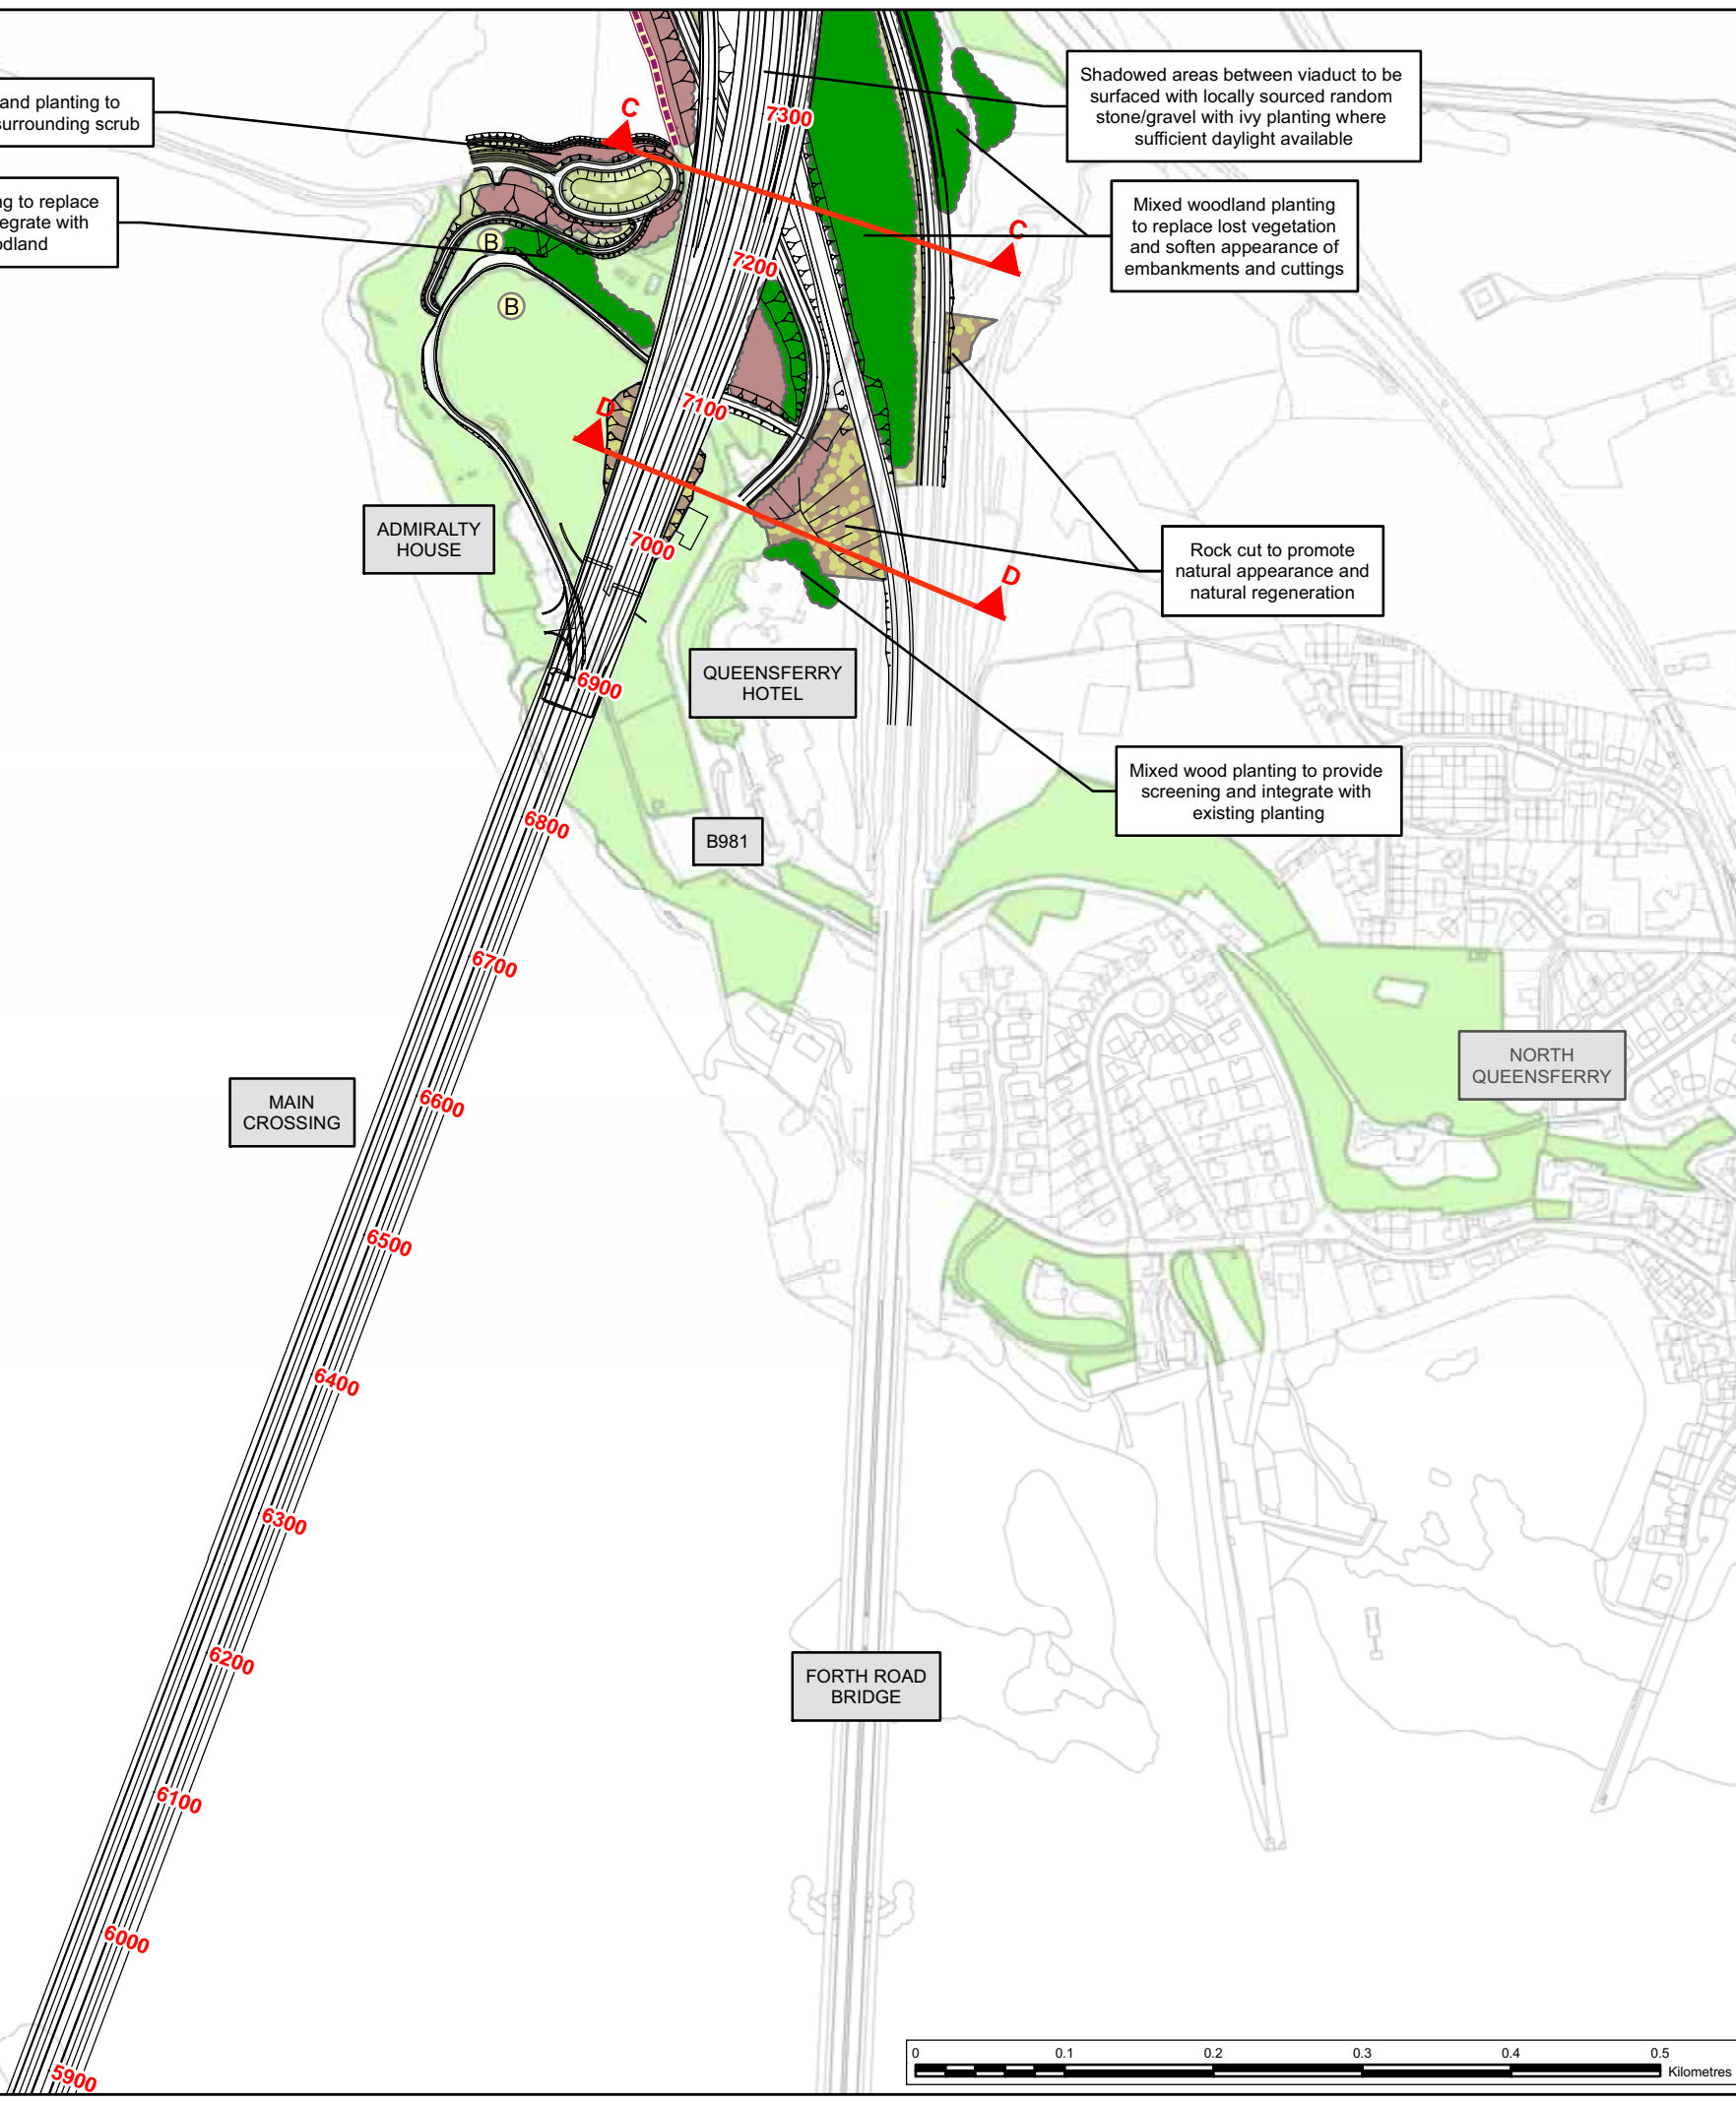 and planting to
surrounding scrub
ng to replace
egrate with
odland
Shadowed areas between viaduct to be
surfaced with locally sourced random
stone/gravel with ivy planting where
sufficient daylight available
Mixed woodland planting
to replace lost vegetation
and soften appearance of
embankments and cuttings
C
C
7300
7200
B
B
7100
D
D
7000
ADMIRALTY
HOUSE
Rock cut to promote
natural appearance and
natural regeneration
QUEENSFERRY
HOTEL
6900
Mixed wood planting to provide
screening and integrate with
existing planting
6800
B981
6700
NORTH
QUEENSFERRY
MAIN
CROSSING
6600
6500
6400
6300
6200
FORTH ROAD
BRIDGE
6100
6000
5900
0 0.1 0.2 0.3 0.4 0.5
Kilometres